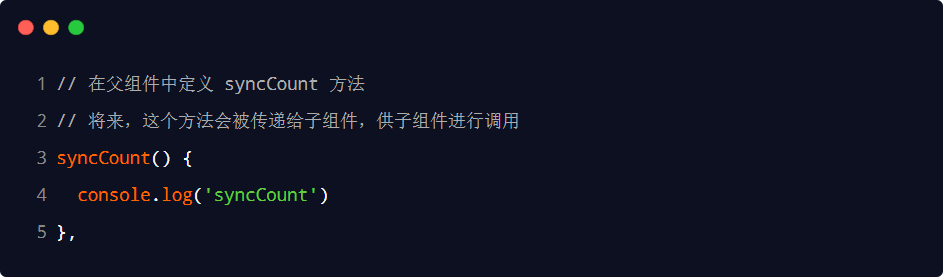 1 // 在父组件中定义 syncCount 方法
2 // 将来，这个方法会被传递给子组件，供子组件进行调用
3 syncCount() {
4   console.log('syncCount')
5 },